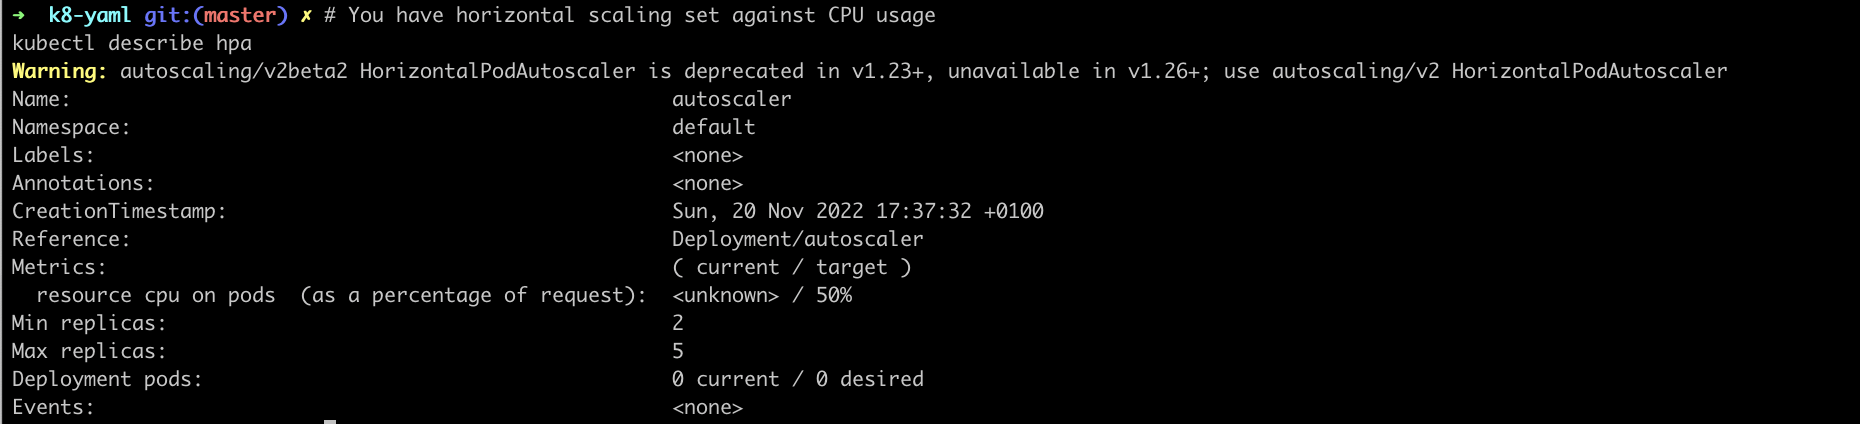 ➜ k8-yaml git:(master) ✗ # You have horizontal scaling set against CPU usage
kubectl describe hpa
Warning: autoscaling/v2beta2 HorizontalPodAutoscaler is deprecated in v1.23+, unavailable in v1.26+; use autoscaling/v2 HorizontalPodAutoscaler
Name: autoscaler
Namespace: default
Labels: <none>
Annotations: <none>
CreationTimestamp: Sun, 20 Nov 2022 17:37:32 +0100
Reference: Deployment/autoscaler
Metrics: ( current / target )
resource cpu on pods (as a percentage of request): <unknown> / 50%
Min replicas: 2
Max replicas: 5
Deployment pods: 0 current / 0 desired
Events: <none>